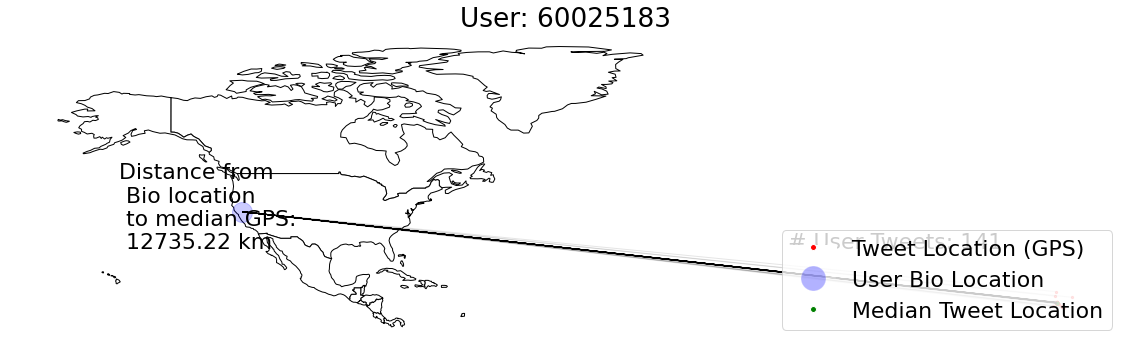 User: 60025183
Distance from
Bio location
to median GPS:
12735.22 km
# User Tweets: 141
Tweet Location (GPS)
User Bio Location
Median Tweet Location